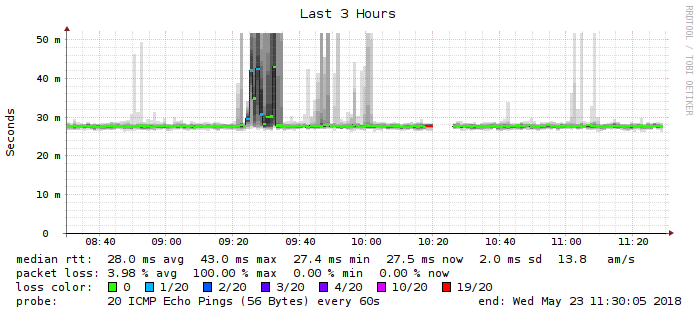 Last 3 Hours
RRDTOOL / TOBI OETIKER
Seconds
50 m
40 m
30 m
20 m
10 m
0
08:40 09:00 09:20 09:40 10:00 10:20 10:40 11:00 11:20
median rtt: 28.0 ms avg 43.0 ms max 27.4 ms min 27.5 ms now 2.0 ms sd 13.8 am/s
packet loss: 3.98 % avg 100.00 % max 0.00 % min 0.00 % now
loss color: 0 1/20 2/20 3/20 4/20 10/20 19/20
probe: 20 ICMP Echo Pings (56 Bytes) every 60s end: Wed May 23 11:30:05 2018